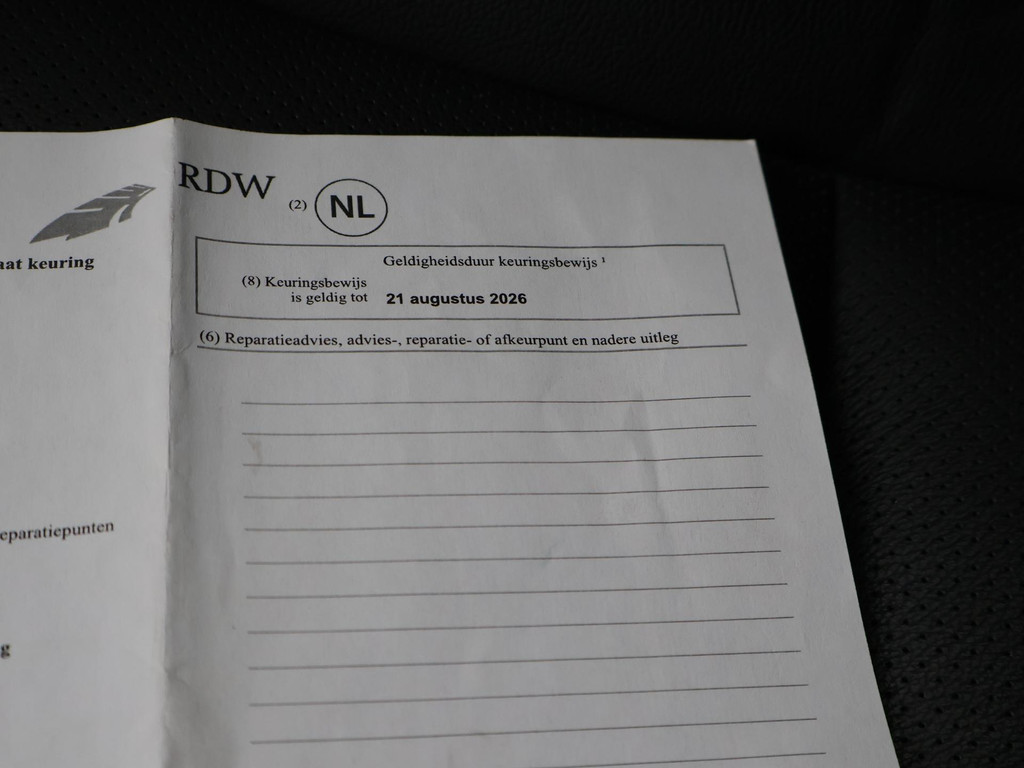 RDW (2) NL
aat keuring
Geldigheidsduur keuringsbewijs ¹
(8) Keuringsbewijs
is geldig tot 21 augustus 2026
(6) Reparatieadvies, advies-, reparatie- of afkeurpunt en nadere uitleg
eparatiepunten
g